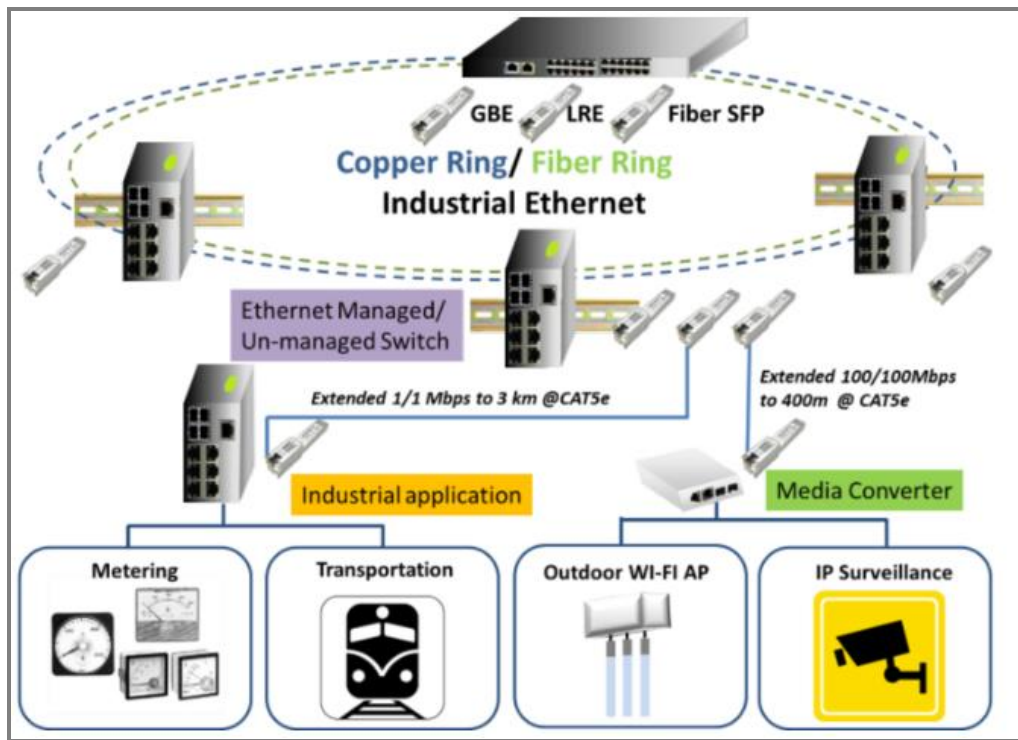 GBE LRE Fiber SFP
Copper Ring/ Fiber Ring
Industrial Ethernet
Ethernet Managed/
Un-managed Switch
Extended 1/1 Mbps to 3 km @CAT5e
Extended 100/100Mbps
to 400m @ CAT5e
Industrial application
Media Converter
Metering
Transportation
Outdoor WI-FI AP
IP Surveillance